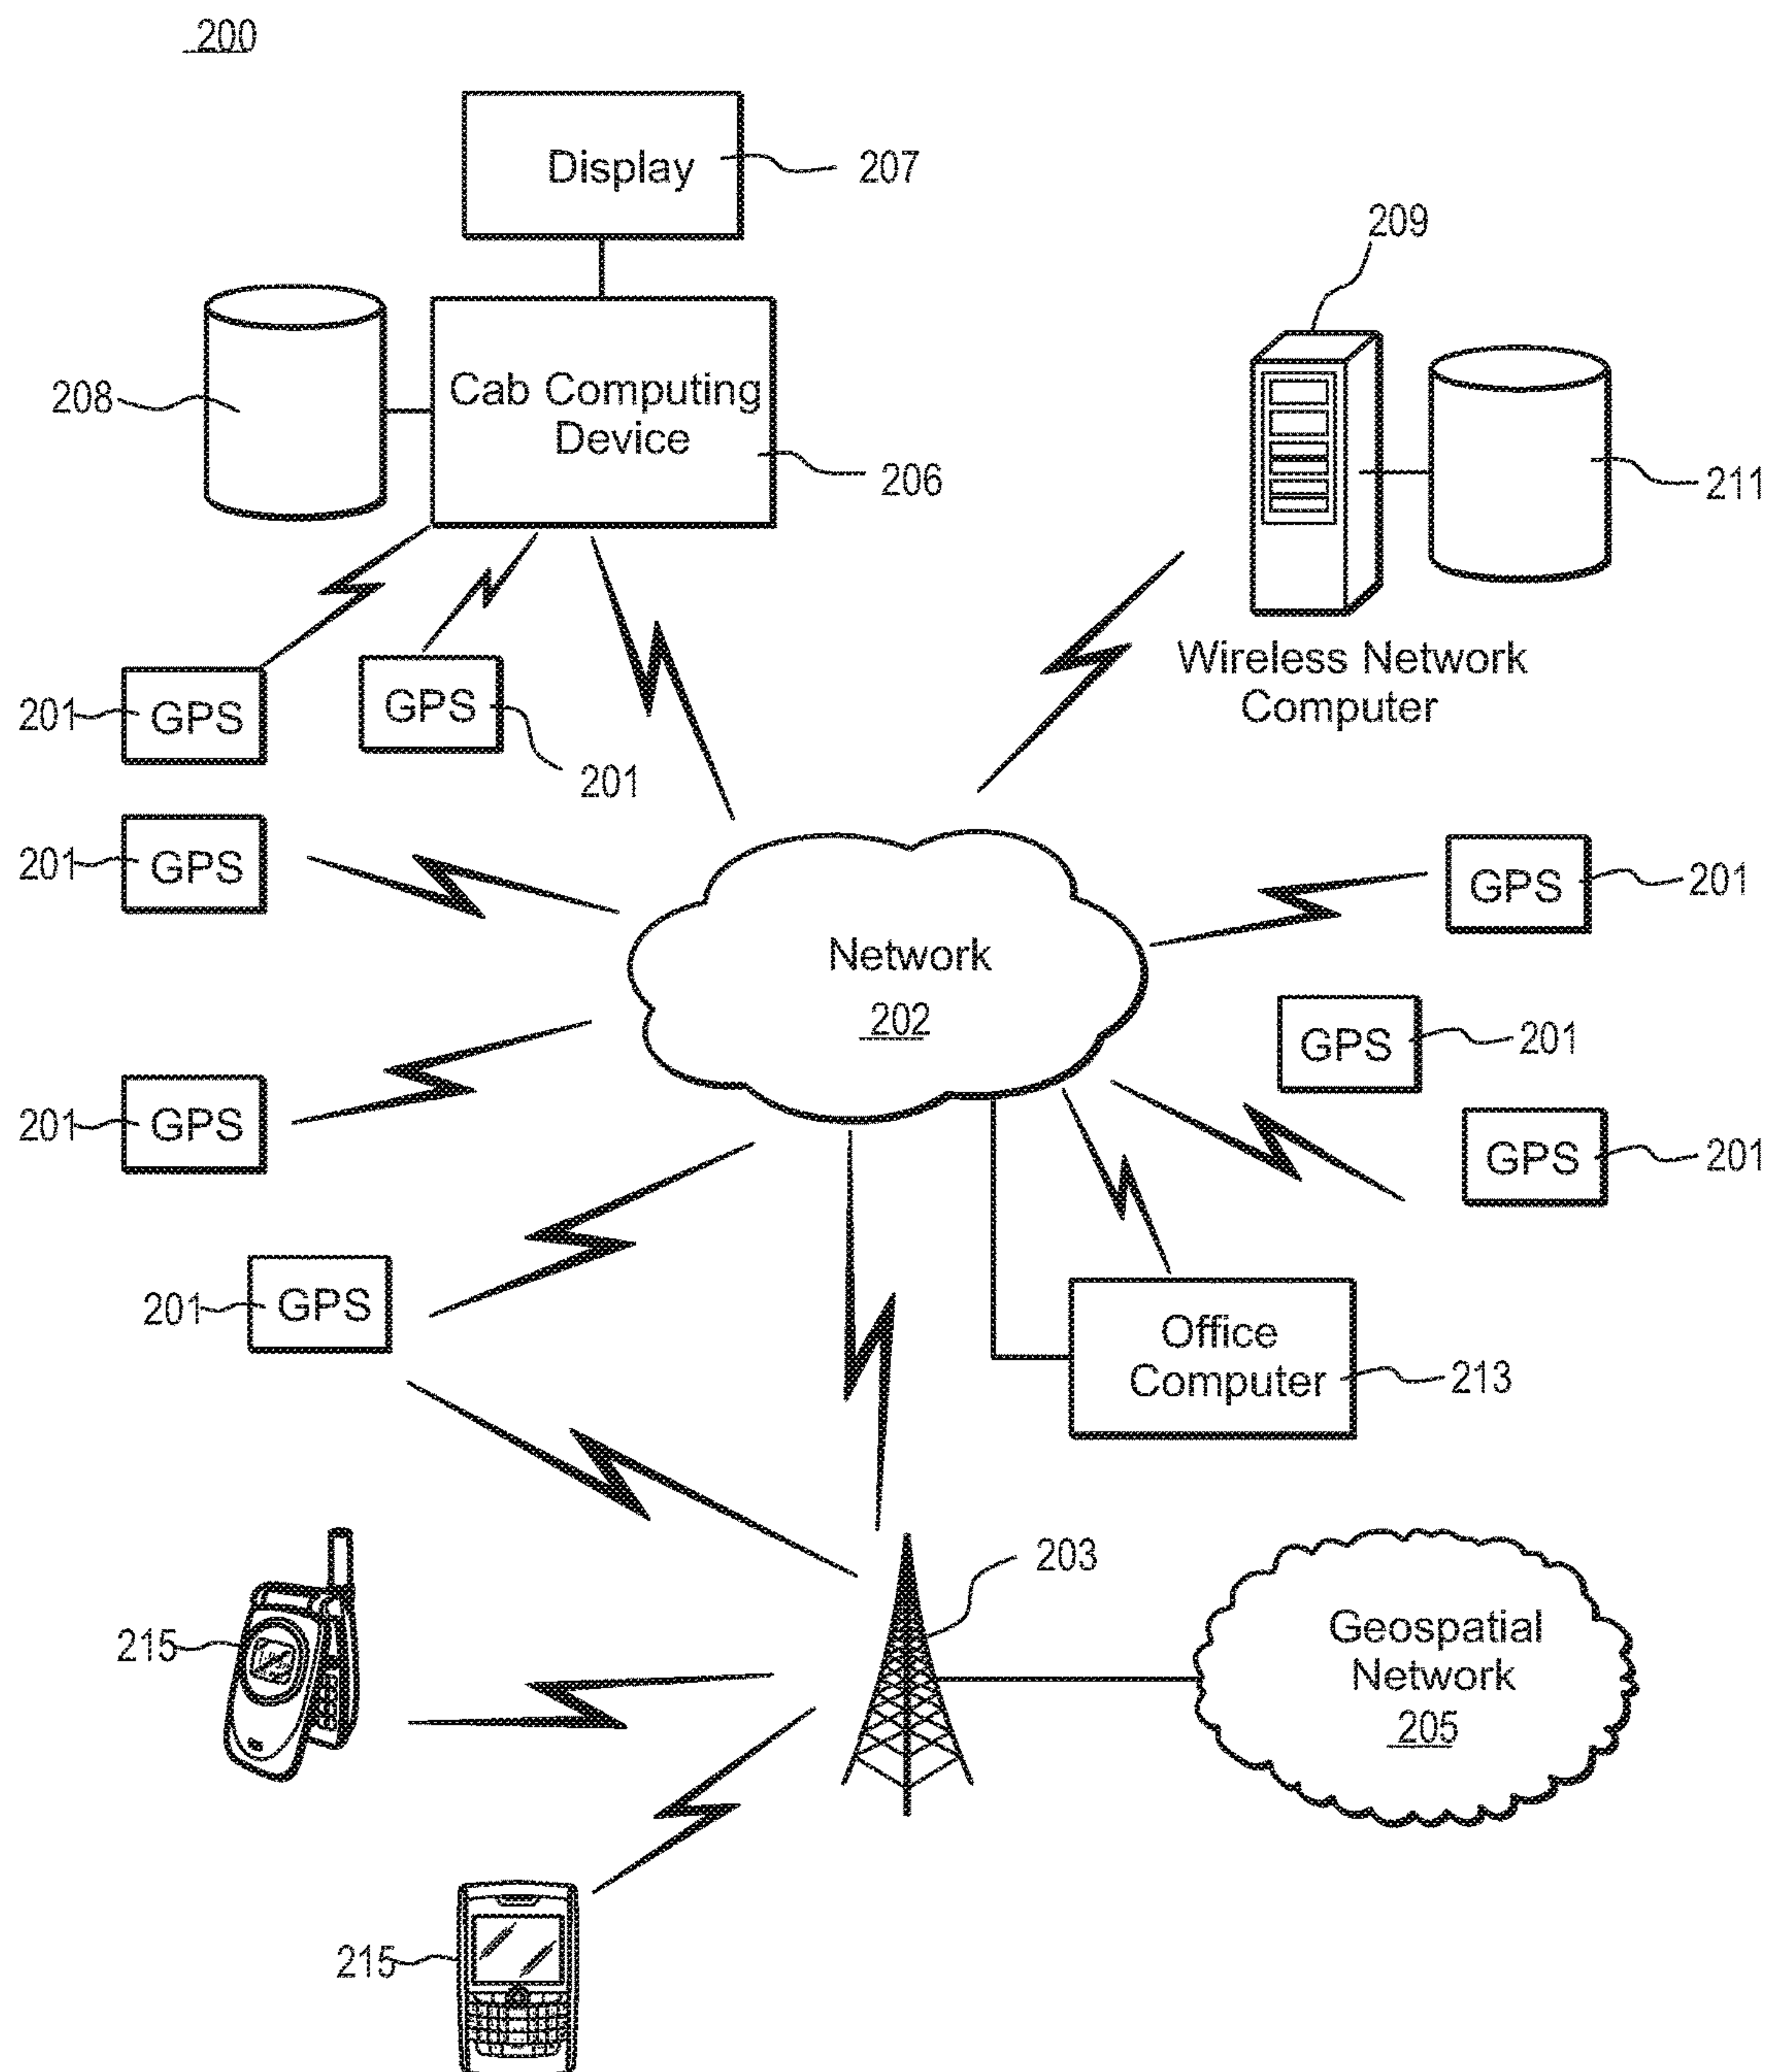 200
Display
207
209
208
Cab Computing
Device
206
211
Wireless Network
Computer
201
GPS
GPS
201
201
GPS
GPS
201
Network
202
GPS
201
201
GPS
GPS
201
201
GPS
Office
Computer
213
203
215
Geospatial
Network
205
215